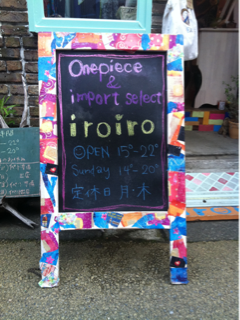 Onepiece
&
import select
iroiro
OPEN 15°-22°
Sunday 14°-20°
定休日 月・木